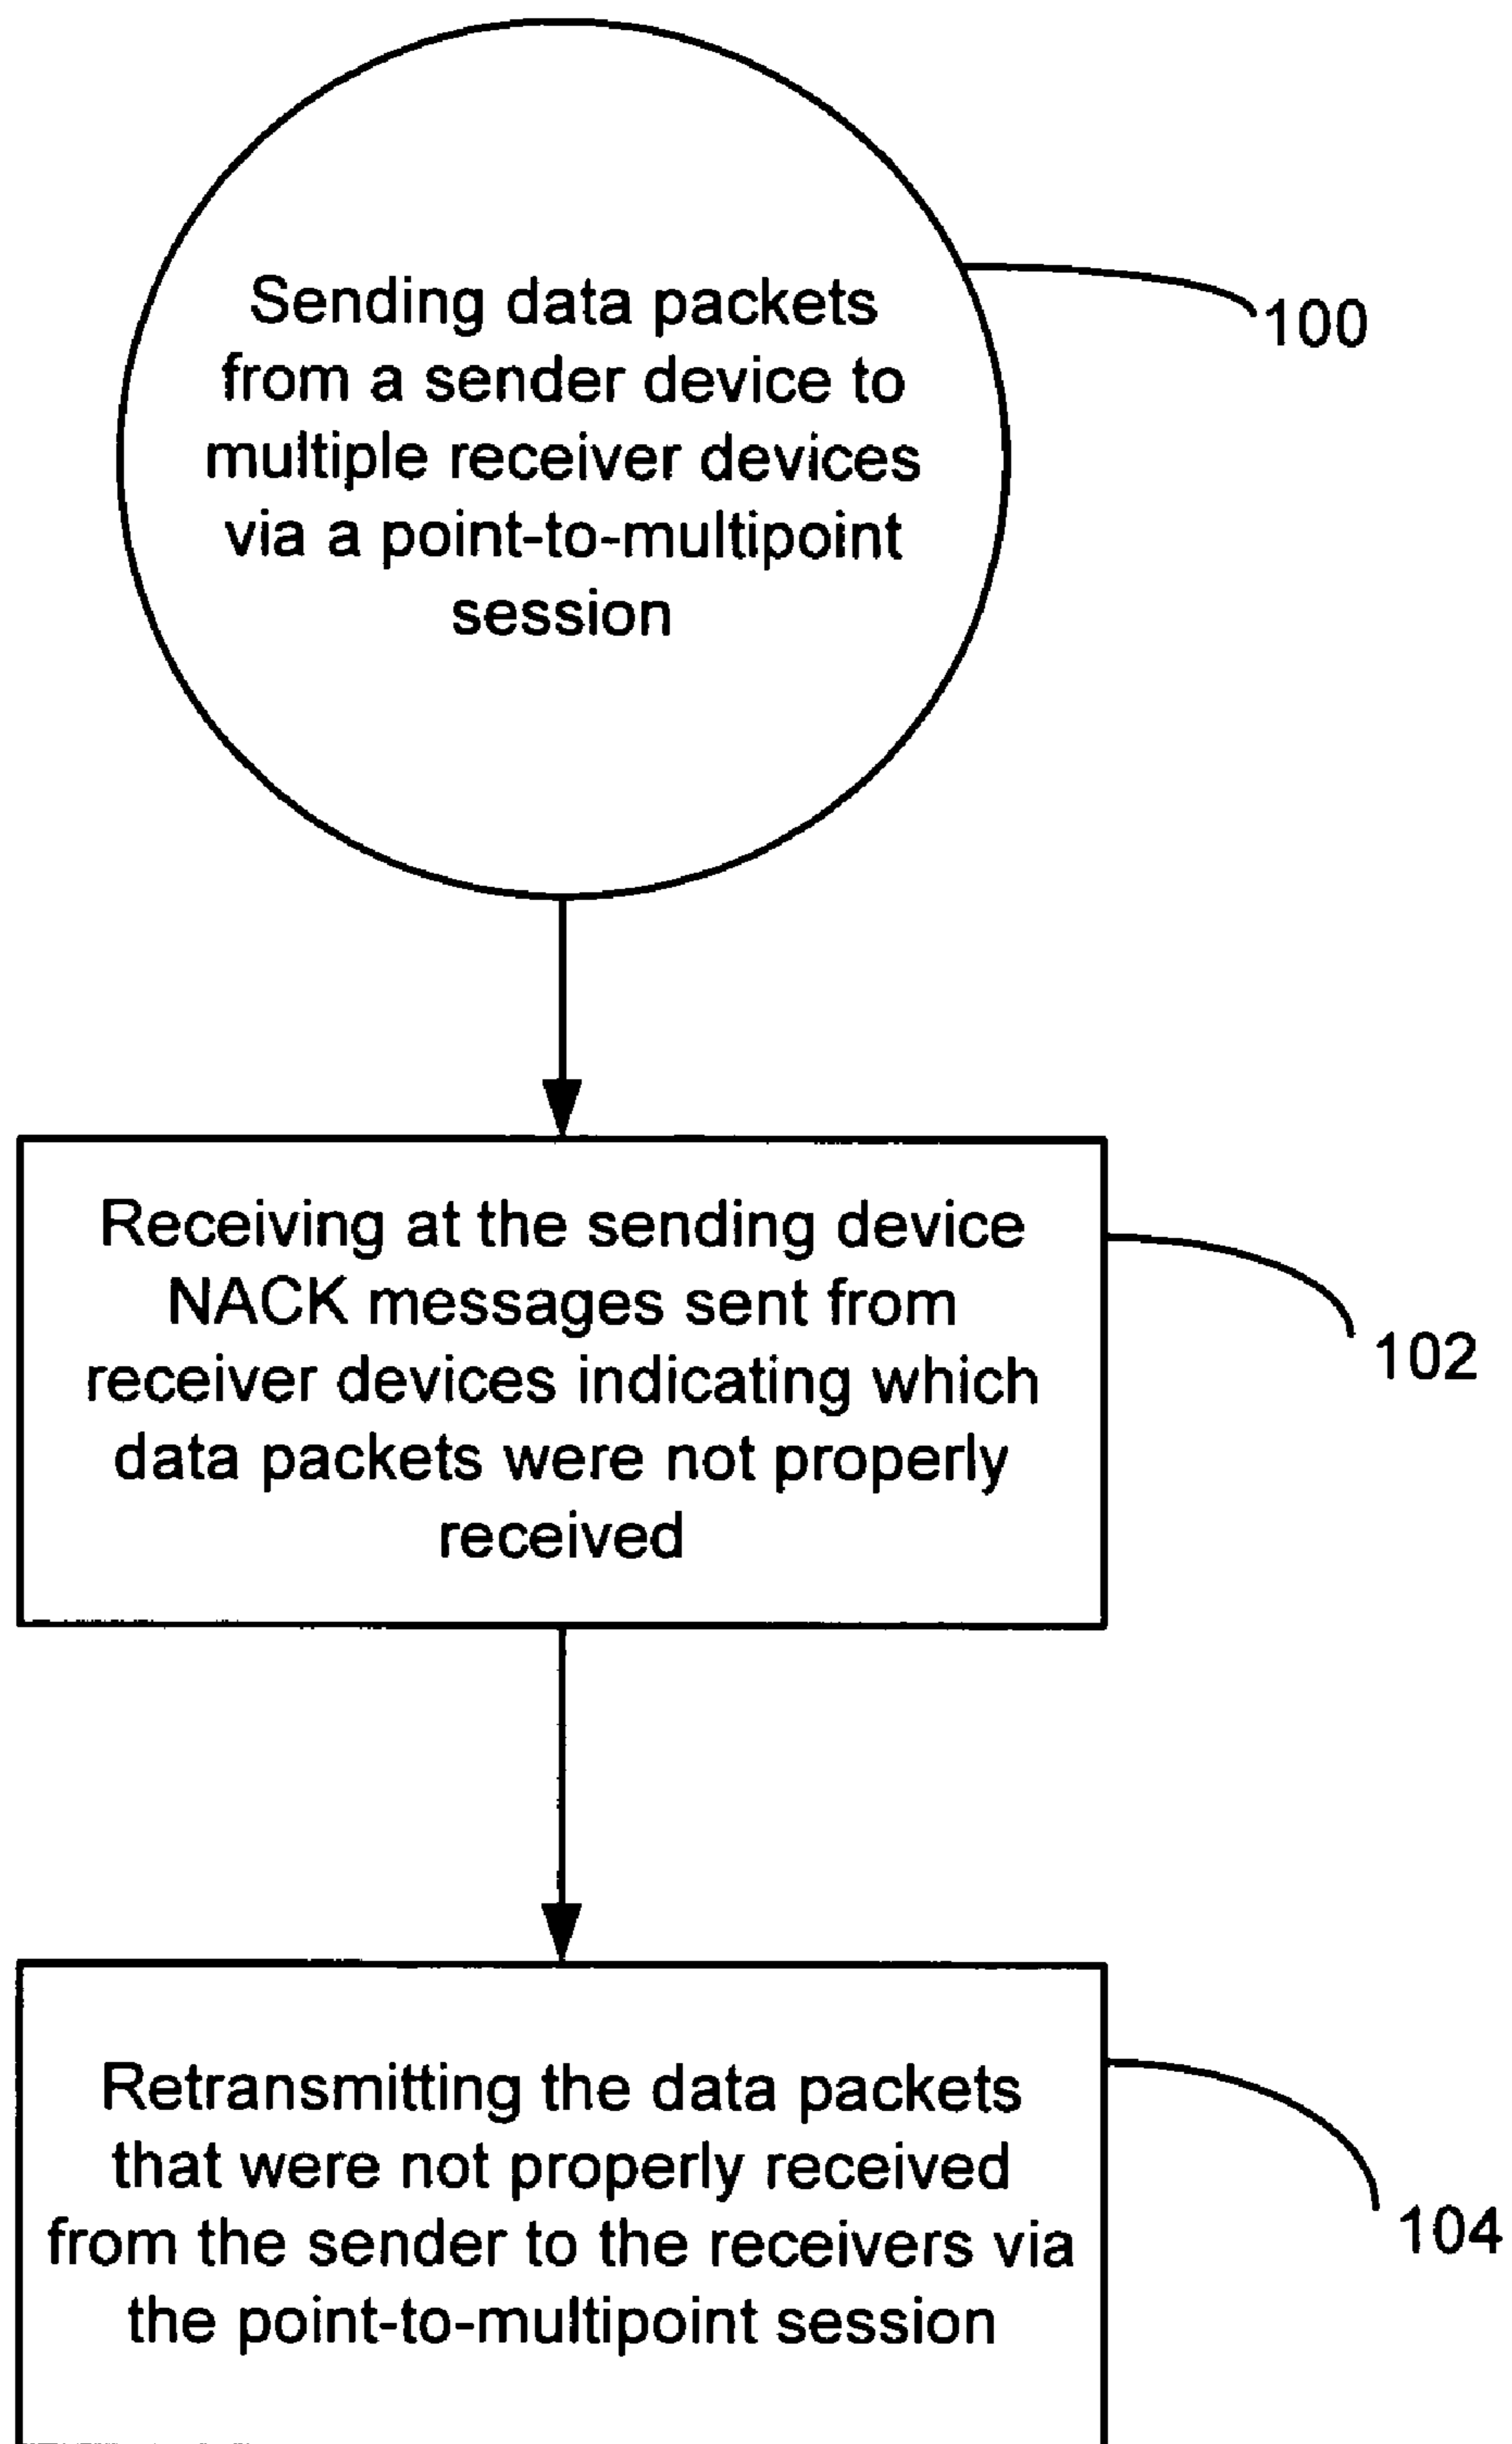 Sending data packets
from a sender device to
multiple receiver devices
via a point-to-multipoint
session
100
Receiving at the sending device
NACK messages sent from
receiver devices indicating which
data packets were not properly
received
102
Retransmitting the data packets
that were not properly received
from the sender to the receivers via
the point-to-multipoint session
104